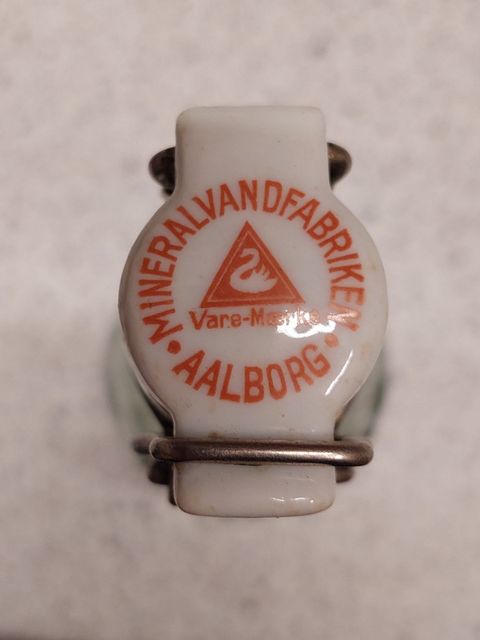 • MINERALVANDFABRIKEN •
Vare-Mærke
AALBORG